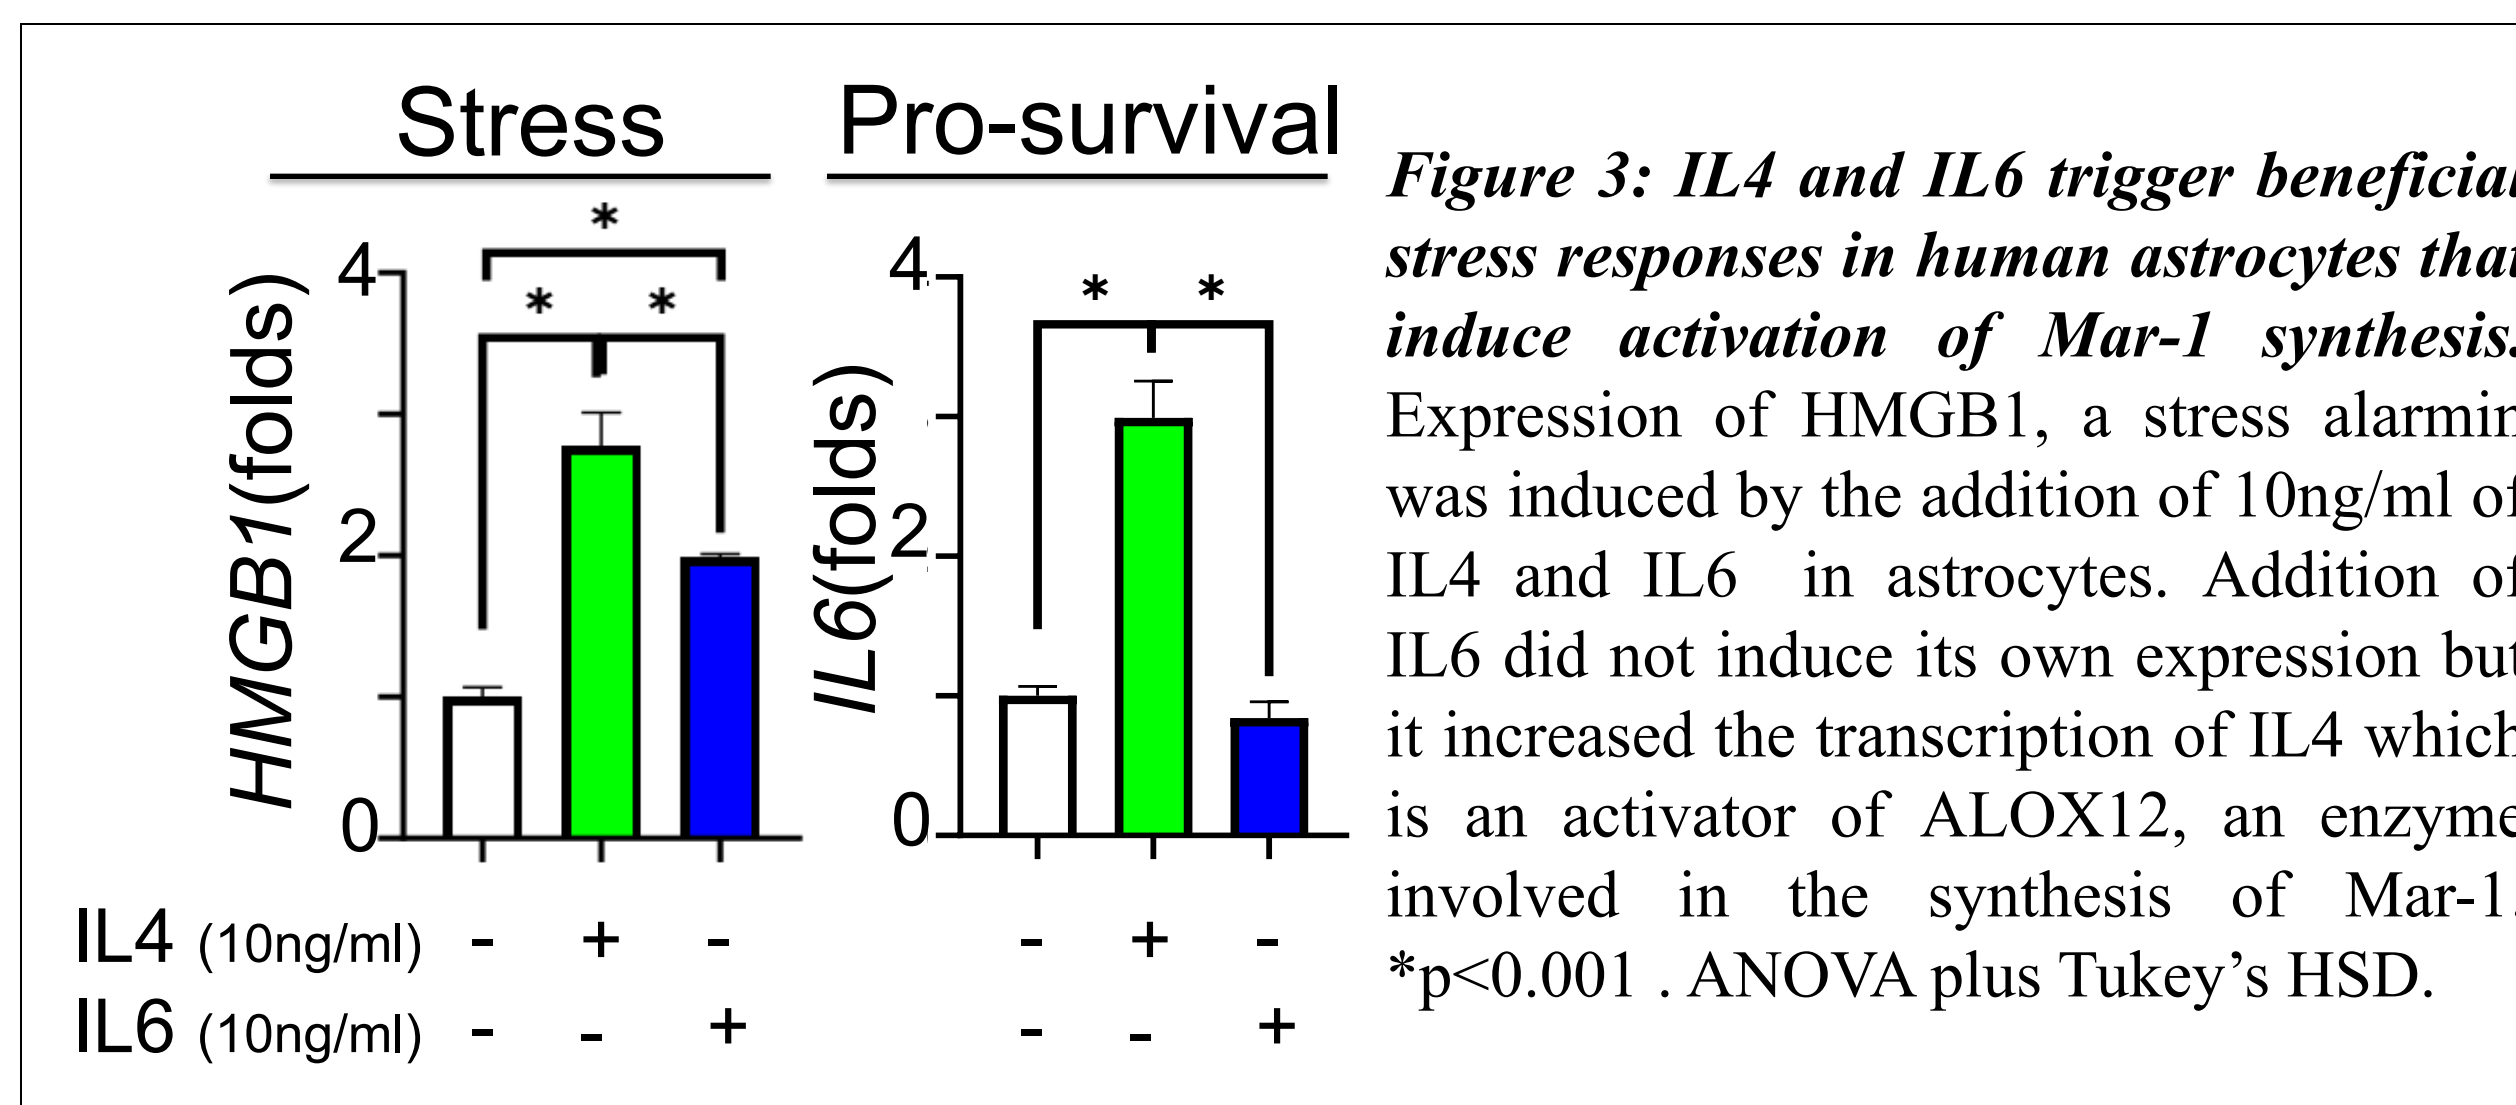 Stress
Pro-survival
*
* *
* *
HMGB1(folds)
4
2
0
IL6(folds)
4
2
0
IL4 (10ng/ml) - + - - + -
IL6 (10ng/ml) - - + - - +
Figure 3: IL4 and IL6 trigger beneficial
stress responses in human astrocytes that
induce activation of Mar-1 synthesis.
Expression of HMGB1, a stress alarmin
was induced by the addition of 10ng/ml of
IL4 and IL6 in astrocytes. Addition of
IL6 did not induce its own expression but
it increased the transcription of IL4 which
is an activator of ALOX12, an enzyme
involved in the synthesis of Mar-1.
*p<0.001 . ANOVA plus Tukey’s HSD.